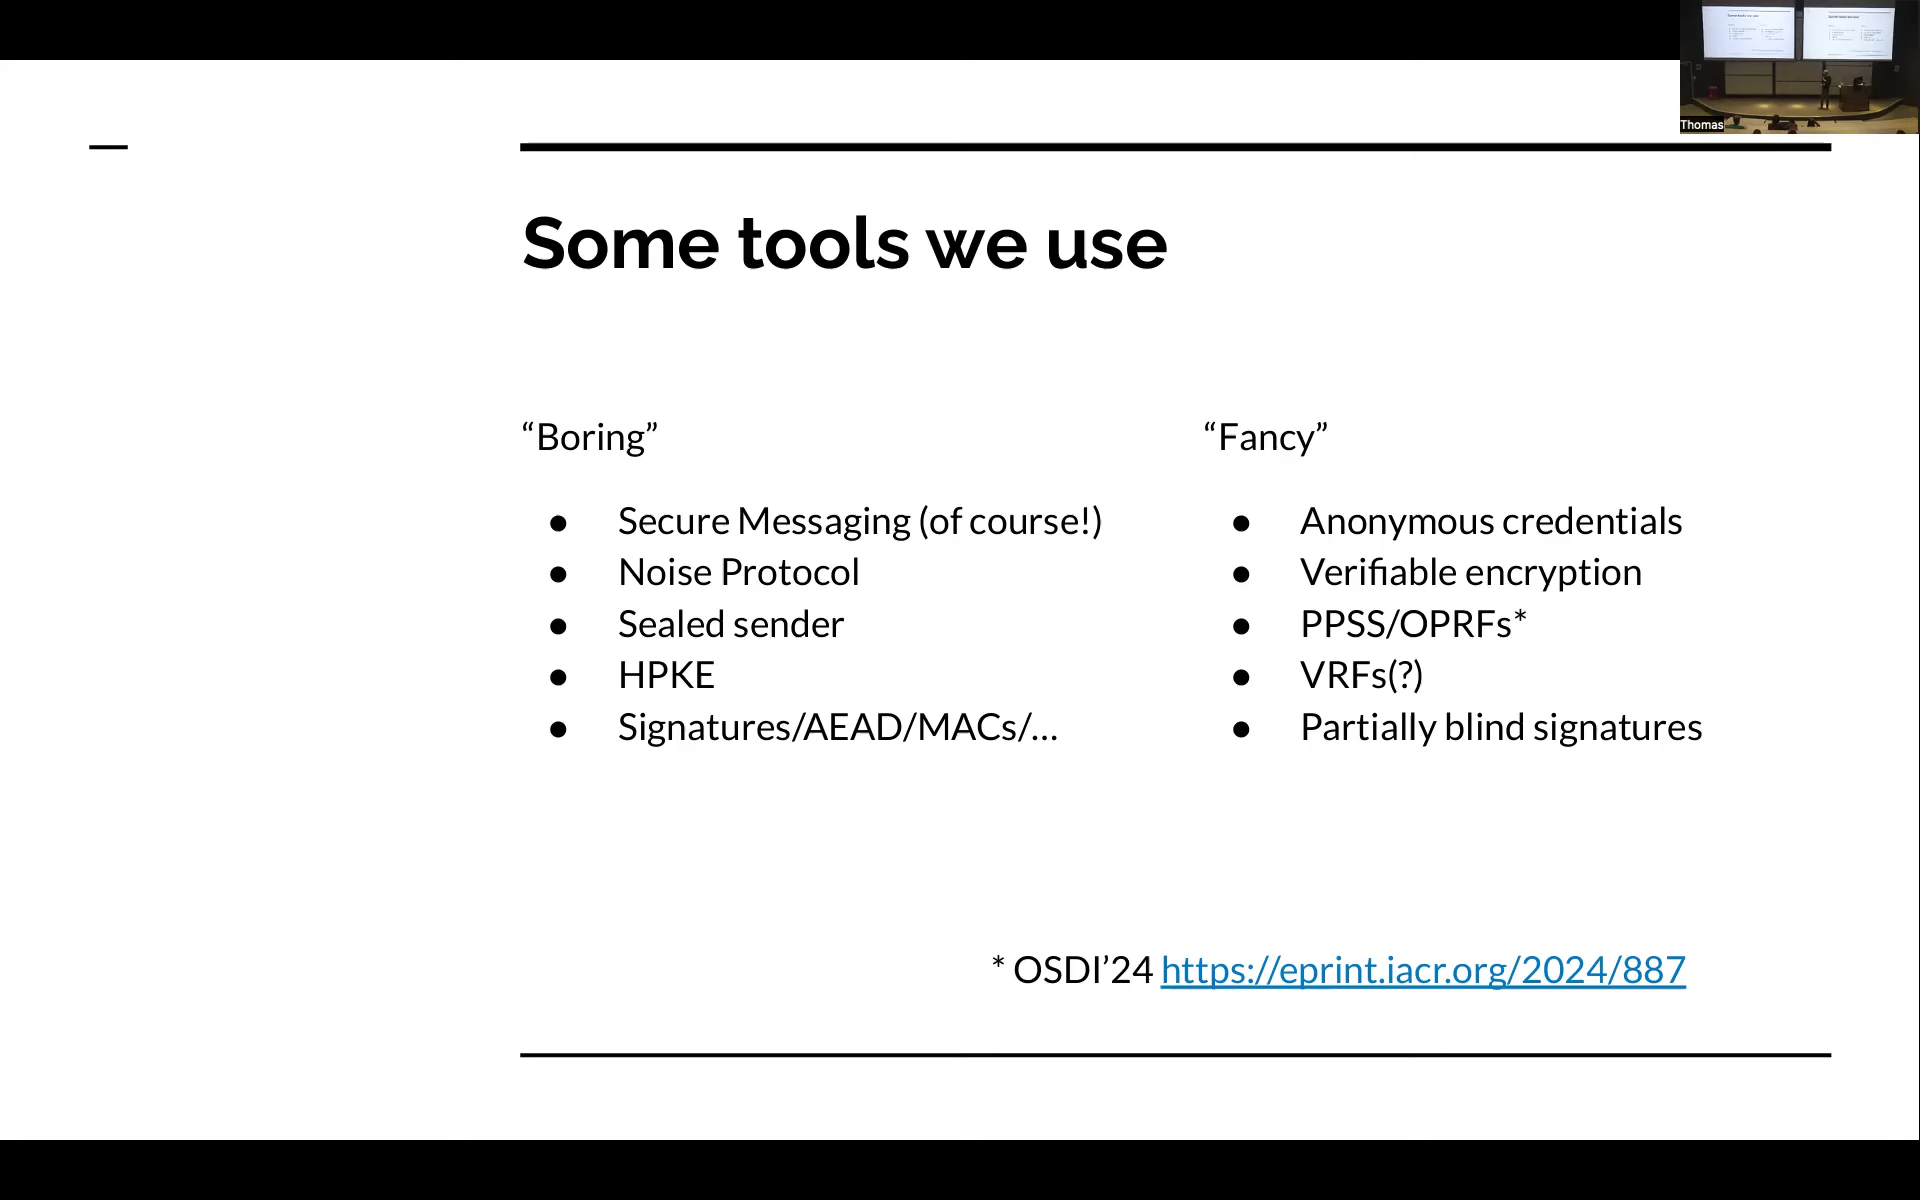 Thomas
Some tools we use
“Boring”
● Secure Messaging (of course!)
● Noise Protocol
● Sealed sender
● HPKE
● Signatures/AEAD/MACs/…
“Fancy”
● Anonymous credentials
● Verifiable encryption
● PPSS/OPRFs*
● VRFs(?)
● Partially blind signatures
* OSDI’24 https://eprint.iacr.org/2024/887